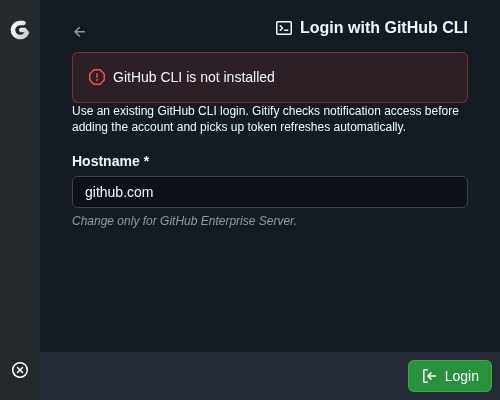 Login with GitHub CLI
GitHub CLI is not installed
Use an existing GitHub CLI login. Gitify checks notification access before
adding the account and picks up token refreshes automatically.
Hostname *
github.com
Change only for GitHub Enterprise Server.
Login